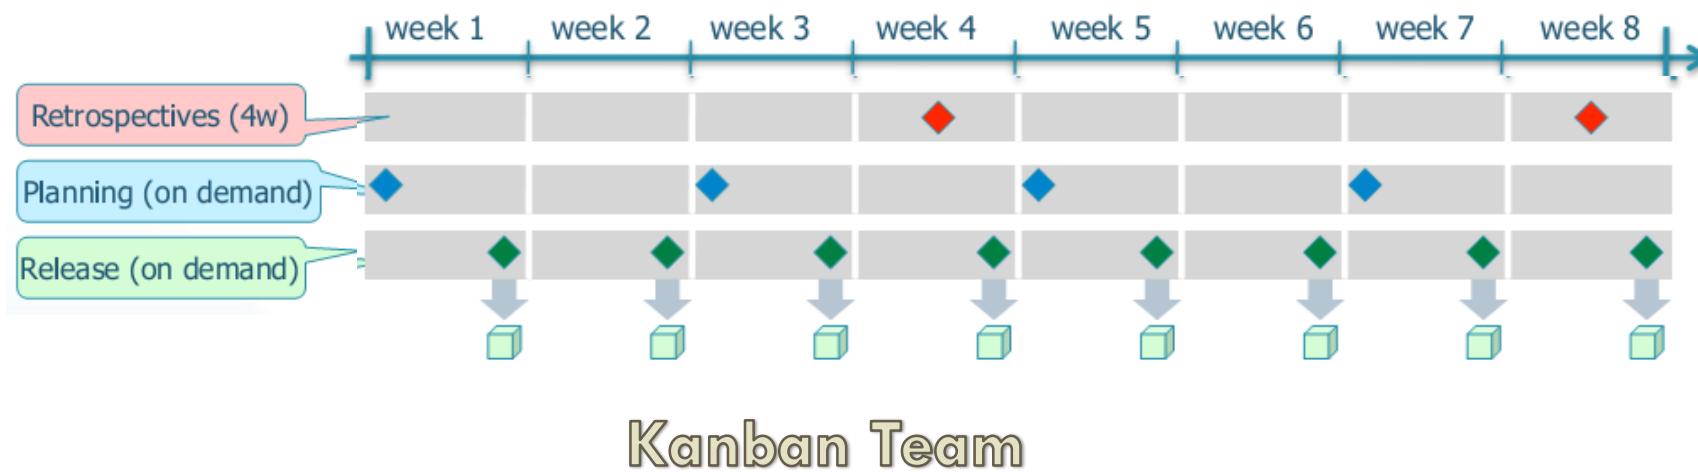 week 1 week 2 week 3 week 4 week 5 week 6 week 7 week 8
Retrospectives (4w)
Planning (on demand)
Release (on demand)
Kanban Team